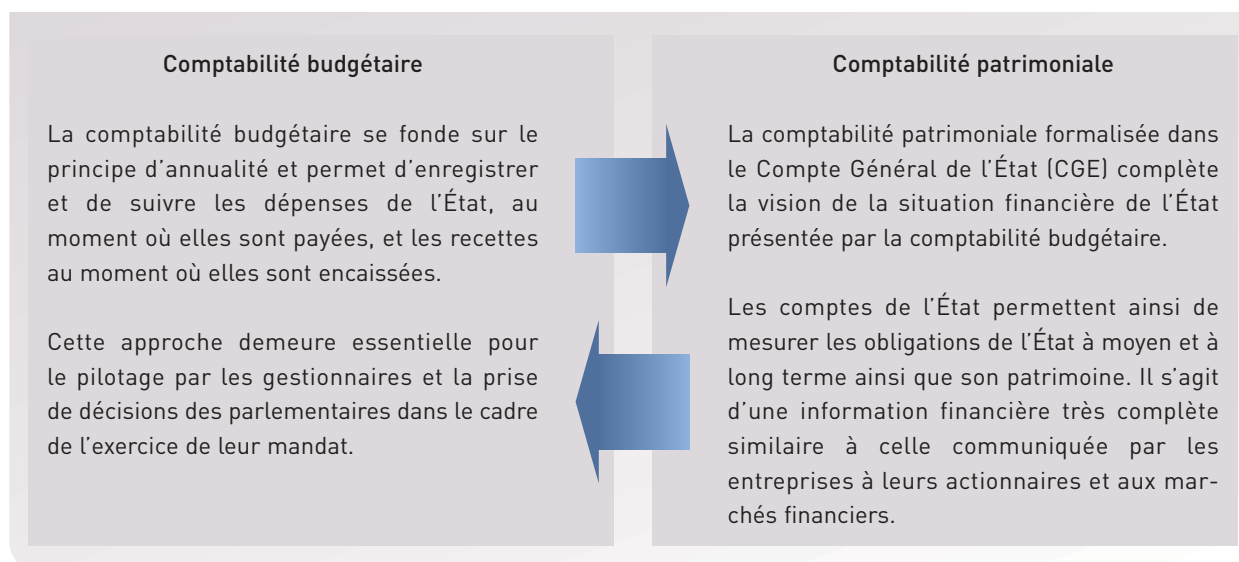 Comptabilité budgétaire
La comptabilité budgétaire se fonde sur le
principe d'annualité et permet d'enregistrer
et de suivre les dépenses de l'État, au
moment où elles sont payées, et les recettes
au moment où elles sont encaissées.
Cette approche demeure essentielle pour
le pilotage par les gestionnaires et la prise
de décisions des parlementaires dans le cadre
de l'exercice de leur mandat.
Comptabilité patrimoniale
La comptabilité patrimoniale formalisée dans
le Compte Général de l'État (CGE) complète
la vision de la situation financière de l'État
présentée par la comptabilité budgétaire.
Les comptes de l'État permettent ainsi de
mesurer les obligations de l'État à moyen et à
long terme ainsi que son patrimoine. Il s'agit
d'une information financière très complète
similaire à celle communiquée par les
entreprises à leurs actionnaires et aux mar-
chés financiers.